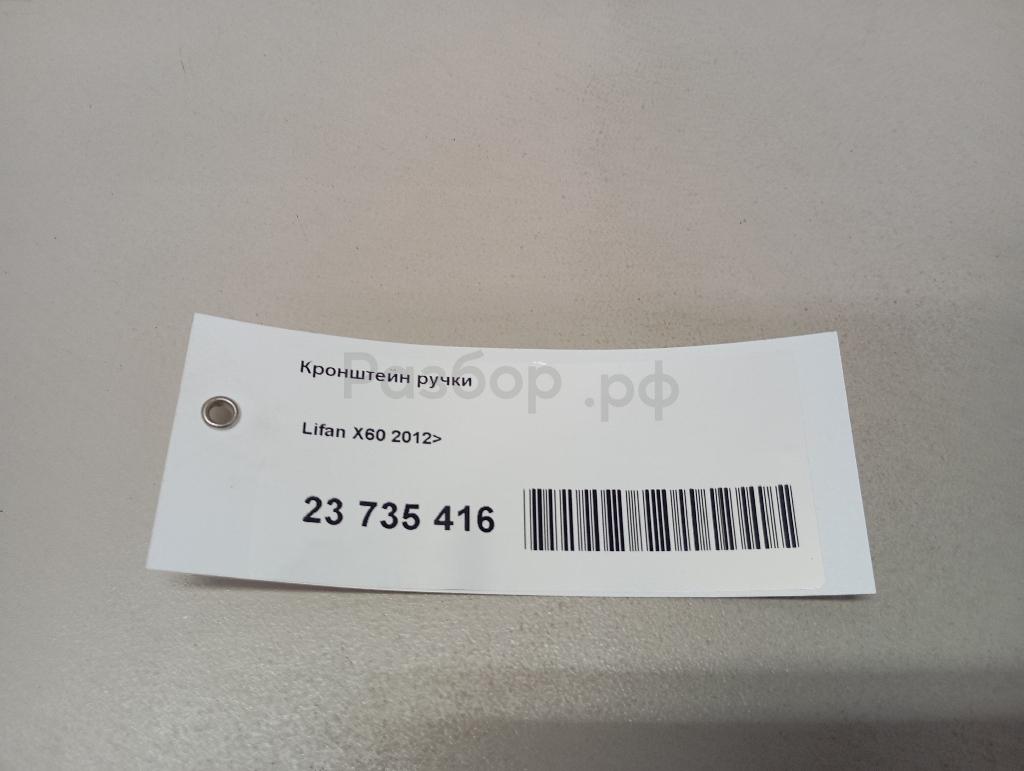 Кронштейн ручки
Разбор.рф
Lifan X60 2012>
23 735 416